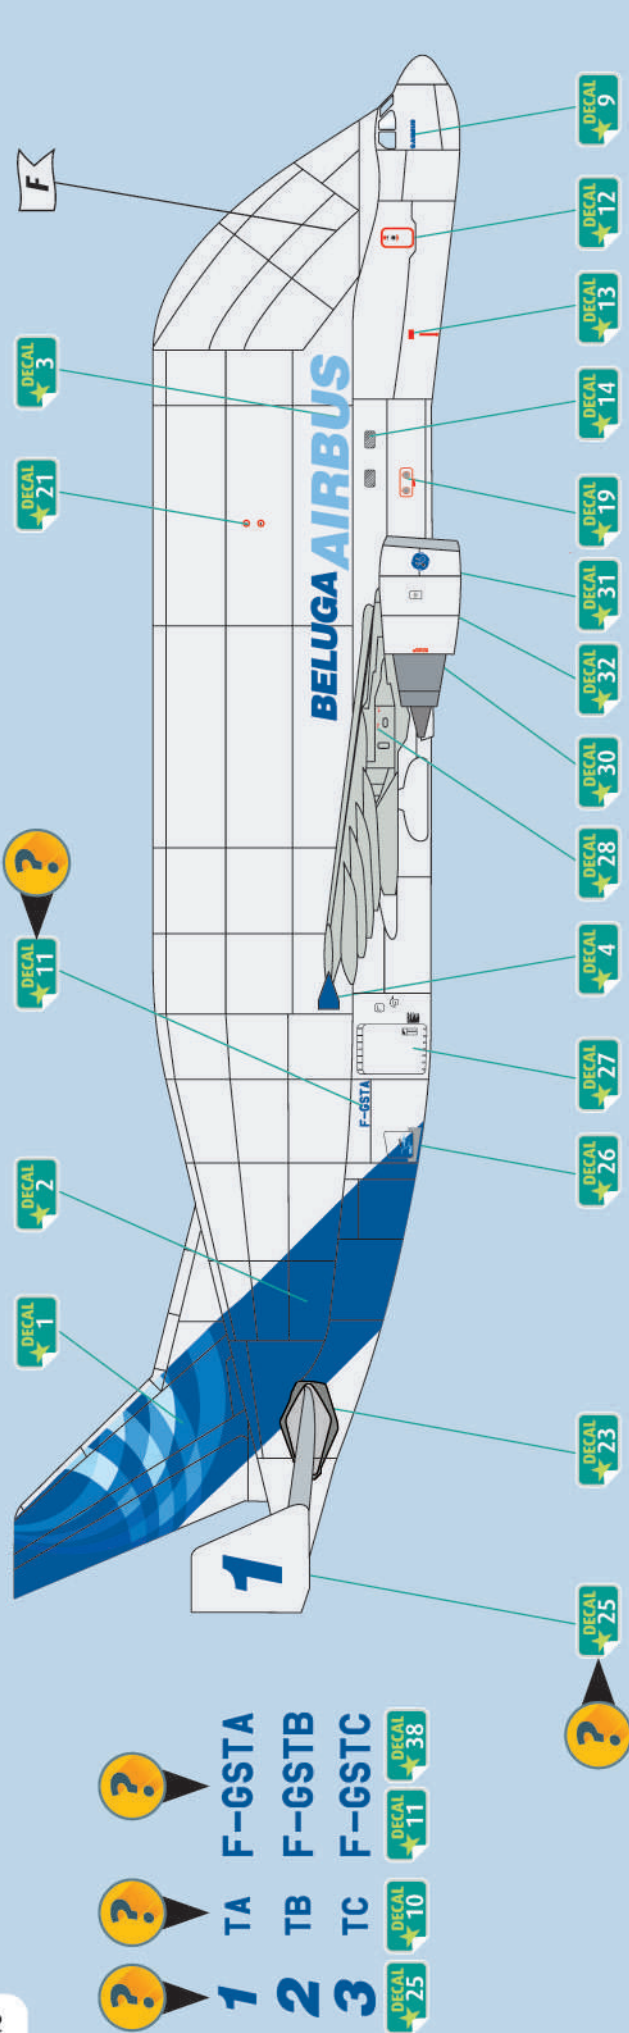 DECAL 1
DECAL 2
DECAL 11
?
DECAL 21
DECAL 3
F
? ? ?
1 TA F-GSTA
2 TB F-GSTB
3 TC F-GSTC
DECAL 25
DECAL 10
DECAL 11
DECAL 38
1
BELUGA AIRBUS
F-GSTA
AIRBUS
?
DECAL 25
DECAL 23
DECAL 26
DECAL 27
DECAL 4
DECAL 28
DECAL 30
DECAL 32
DECAL 31
DECAL 19
DECAL 14
DECAL 13
DECAL 12
DECAL 9